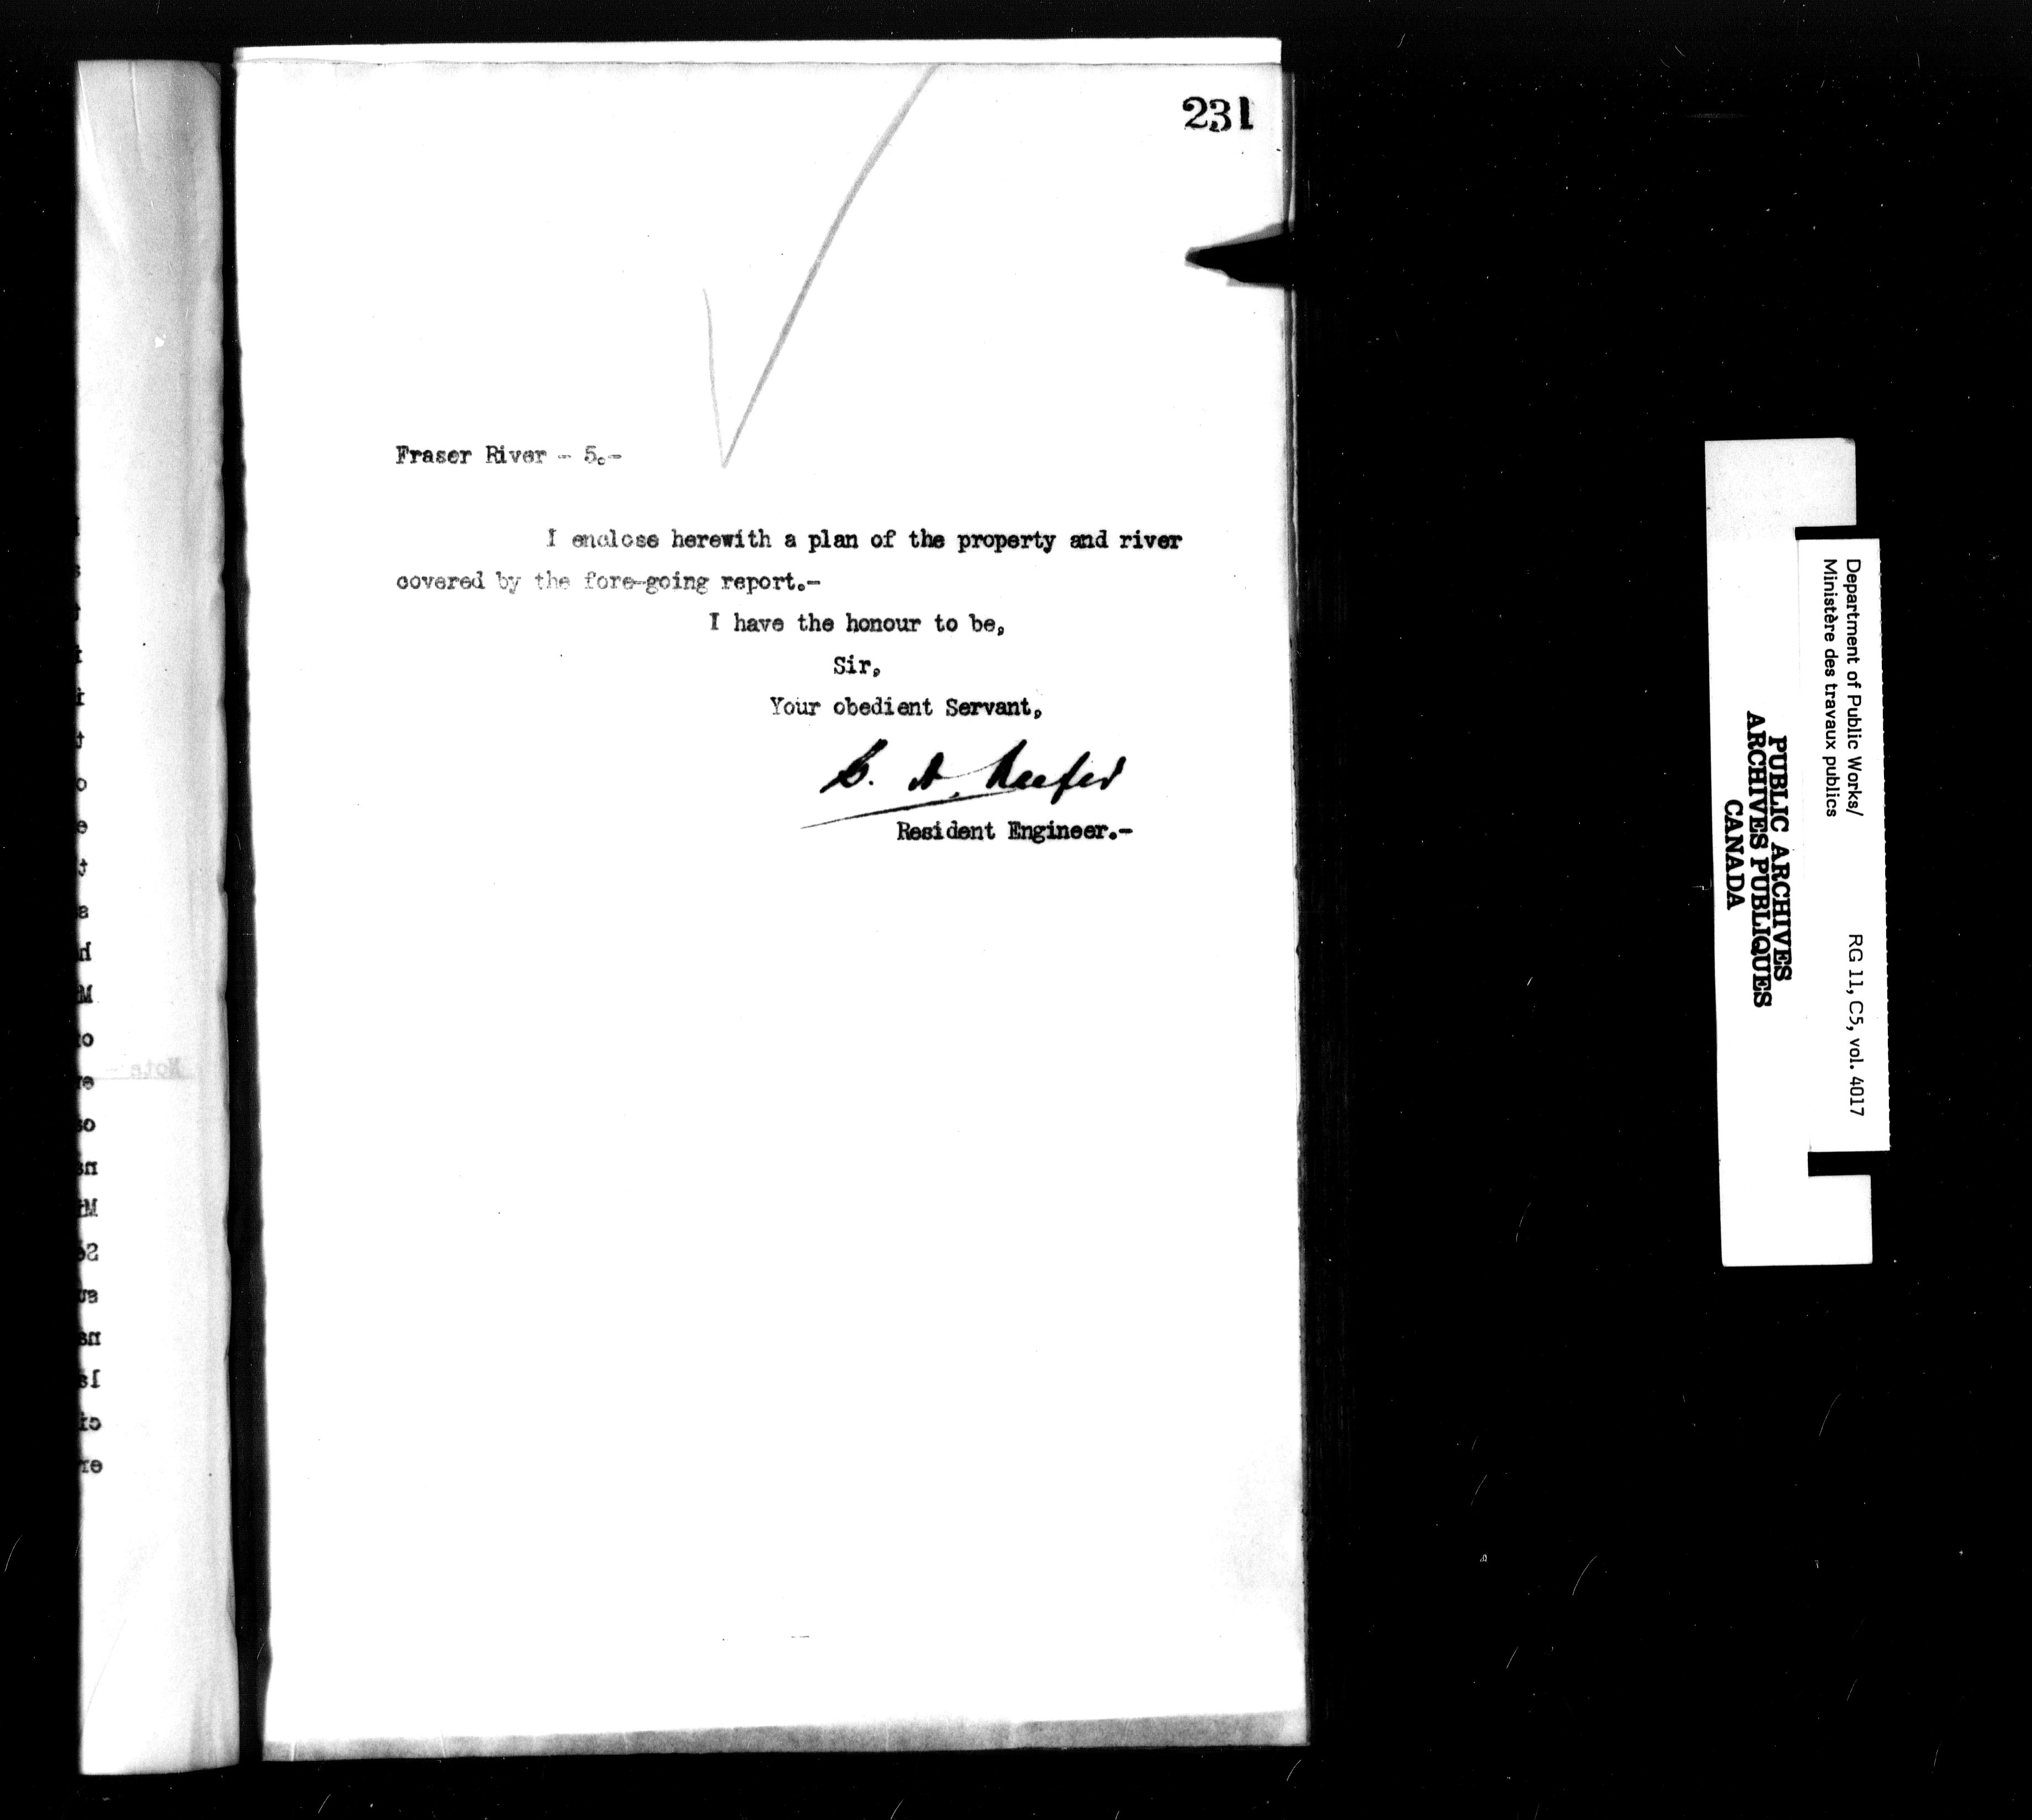 231
Fraser River - 5.-
I enclose herewith a plan of the property and river
covered by the fore-going report.-
I have the honour to be,
Sir,
Your obedient Servant,
Keefer
Resident Engineer.-
Note -
Department of Public Works/
Ministère des travaux publics
RG 11, C5, vol. 4017
PUBLIC ARCHIVES
ARCHIVES PUBLIQUES
CANADA